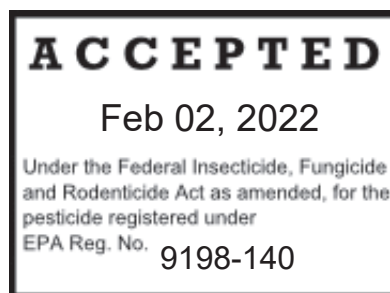 ACCEPTED
Feb 02, 2022
Under the Federal Insecticide, Fungicide
and Rodenticide Act as amended, for the
pesticide registered under
EPA Reg. No. 9198-140